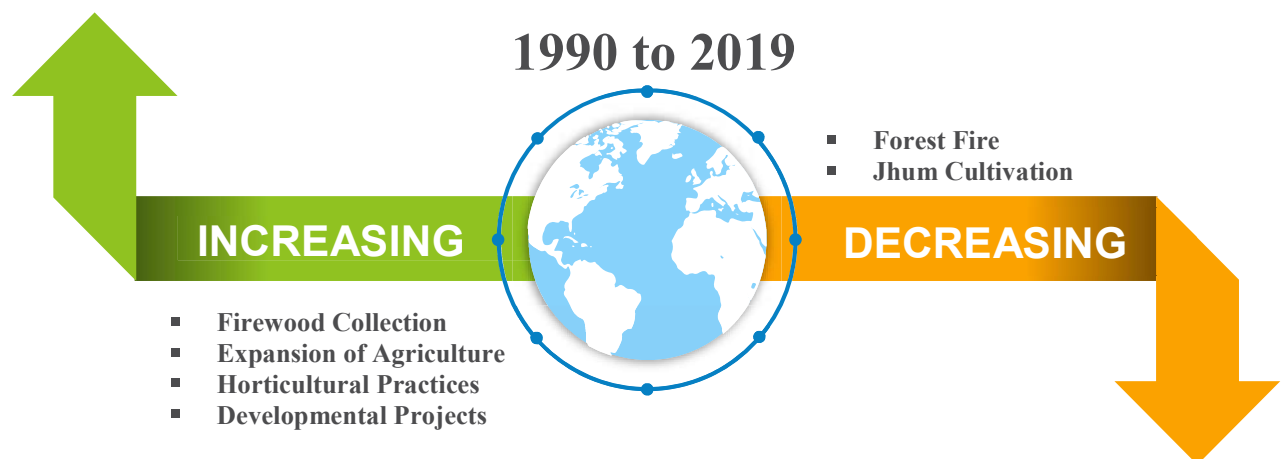 1990 to 2019
▪ Forest Fire
▪ Jhum Cultivation
INCREASING
DECREASING
▪ Firewood Collection
▪ Expansion of Agriculture
▪ Horticultural Practices
▪ Developmental Projects